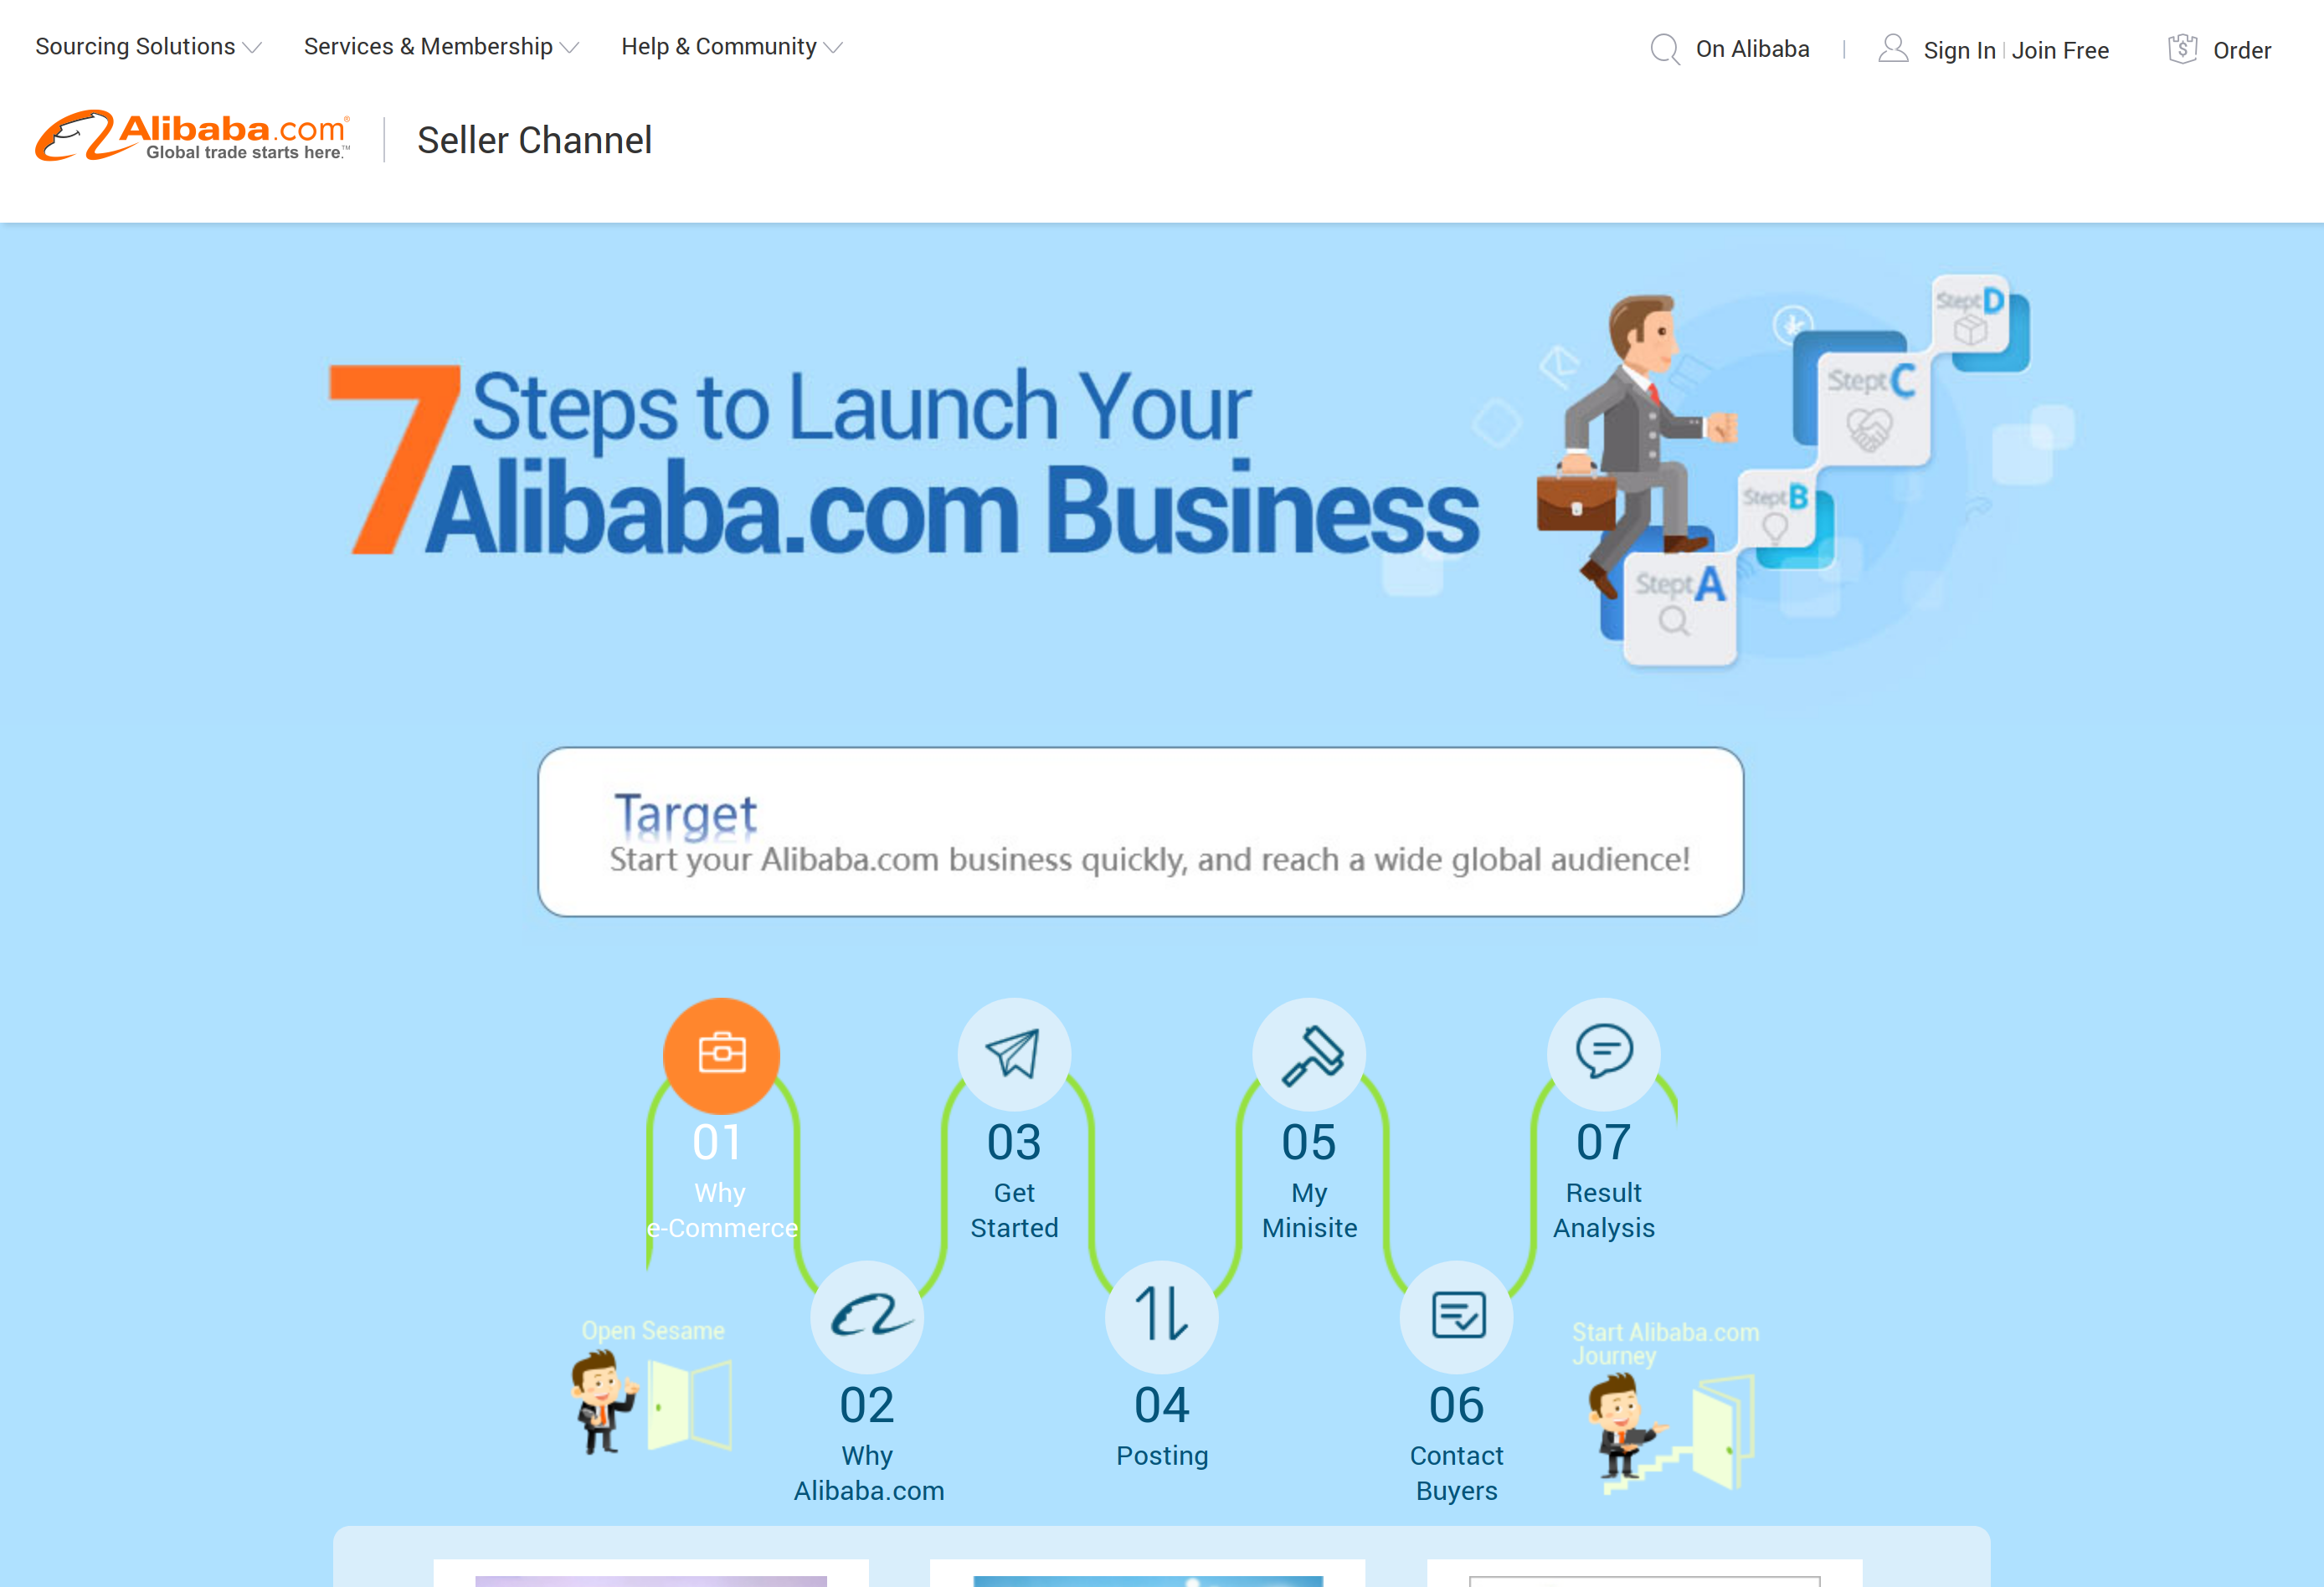 Sourcing Solutions
Services & Membership
Help & Community
On Alibaba
Sign In
Join Free
Order
Alibaba.com®
Global trade starts here.™
Seller Channel
7 Steps to Launch Your
Alibaba.com Business
Stept D
Stept C
Stept B
Stept A
Target
Start your Alibaba.com business quickly, and reach a wide global audience!
01
Why
e-Commerce
03
Get
Started
05
My
Minisite
07
Result
Analysis
Open Sesame
02
Why
Alibaba.com
04
Posting
06
Contact
Buyers
Start Alibaba.com
Journey